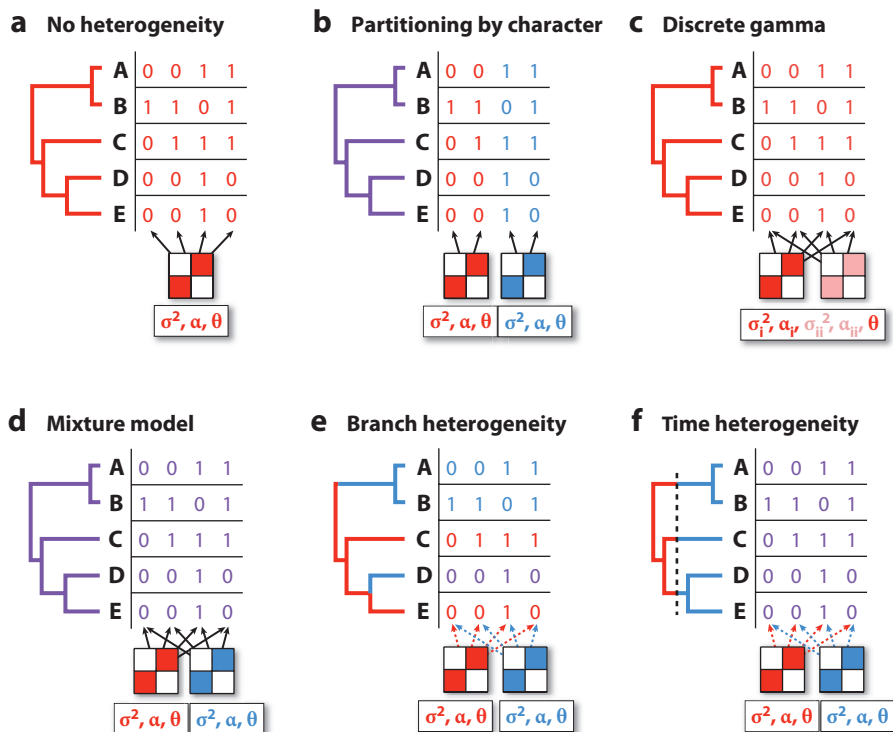 a No heterogeneity
A 0 0 1 1
B 1 1 0 1
C 0 1 1 1
D 0 0 1 0
E 0 0 1 0
σ², α, θ
b Partitioning by character
A 0 0 1 1
B 1 1 0 1
C 0 1 1 1
D 0 0 1 0
E 0 0 1 0
σ², α, θ σ², α, θ
c Discrete gamma
A 0 0 1 1
B 1 1 0 1
C 0 1 1 1
D 0 0 1 0
E 0 0 1 0
σᵢ², αᵢ, σᵢᵢ², αᵢᵢ, θ
d Mixture model
A 0 0 1 1
B 1 1 0 1
C 0 1 1 1
D 0 0 1 0
E 0 0 1 0
σ², α, θ σ², α, θ
e Branch heterogeneity
A 0 0 1 1
B 1 1 0 1
C 0 1 1 1
D 0 0 1 0
E 0 0 1 0
σ², α, θ σ², α, θ
f Time heterogeneity
A 0 0 1 1
B 1 1 0 1
C 0 1 1 1
D 0 0 1 0
E 0 0 1 0
σ², α, θ σ², α, θ